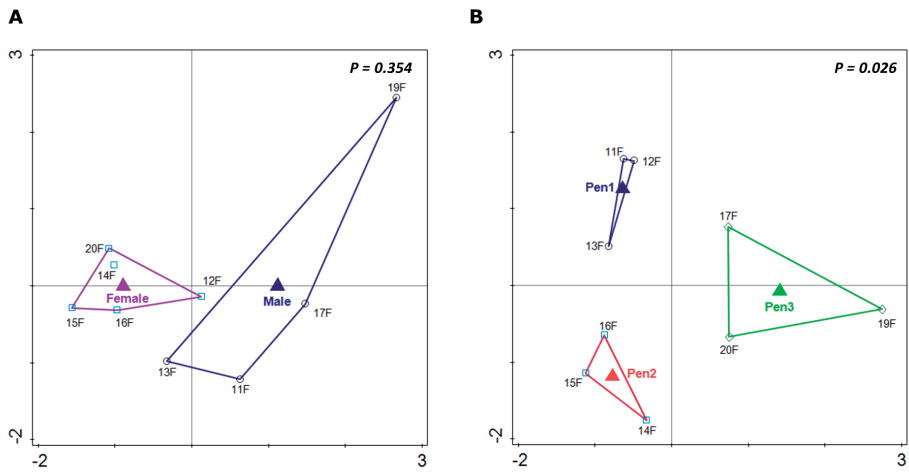 A
3
P = 0.354
19F
20F
14F
12F
Female
Male
15F
16F
17F
13F
11F
-2
-2
3
B
3
P = 0.026
11F
12F
Pen1
17F
13F
Pen3
19F
16F
20F
15F
Pen2
14F
-2
-2
3